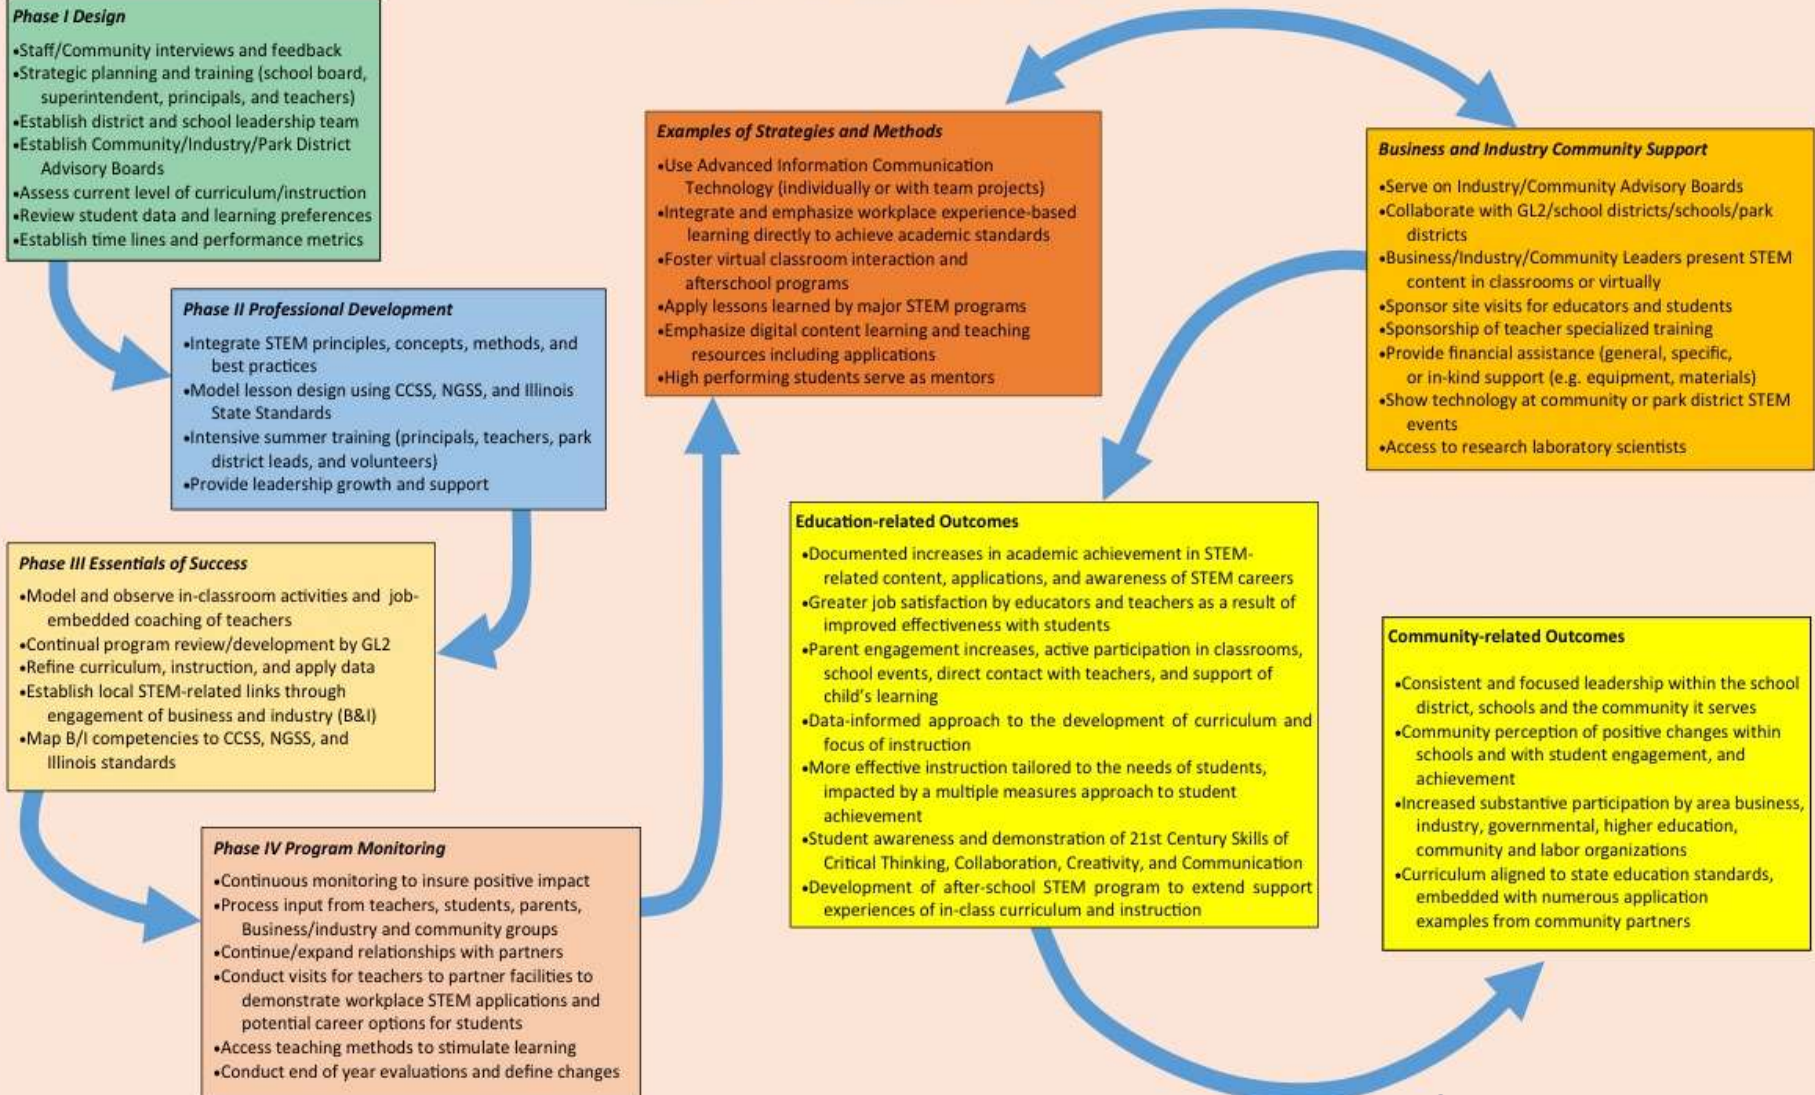 Phase I Design
•Staff/Community interviews and feedback
•Strategic planning and training (school board,
superintendent, principals, and teachers)
•Establish district and school leadership team
•Establish Community/Industry/Park District
Advisory Boards
•Assess current level of curriculum/instruction
•Review student data and learning preferences
•Establish time lines and performance metrics
Phase II Professional Development
•Integrate STEM principles, concepts, methods, and
best practices
•Model lesson design using CCSS, NGSS, and Illinois
State Standards
•Intensive summer training (principals, teachers, park
district leads, and volunteers)
•Provide leadership growth and support
Phase III Essentials of Success
•Model and observe in-classroom activities and job-
embedded coaching of teachers
•Continual program review/development by GL2
•Refine curriculum, instruction, and apply data
•Establish local STEM-related links through
engagement of business and industry (B&I)
•Map B/I competencies to CCSS, NGSS, and
Illinois standards
Phase IV Program Monitoring
•Continuous monitoring to insure positive impact
•Process input from teachers, students, parents,
Business/industry and community groups
•Continue/expand relationships with partners
•Conduct visits for teachers to partner facilities to
demonstrate workplace STEM applications and
potential career options for students
•Access teaching methods to stimulate learning
•Conduct end of year evaluations and define changes
Examples of Strategies and Methods
•Use Advanced Information Communication
Technology (individually or with team projects)
•Integrate and emphasize workplace experience-based
learning directly to achieve academic standards
•Foster virtual classroom interaction and
afterschool programs
•Apply lessons learned by major STEM programs
•Emphasize digital content learning and teaching
resources including applications
•High performing students serve as mentors
Business and Industry Community Support
•Serve on Industry/Community Advisory Boards
•Collaborate with GL2/school districts/schools/park
districts
•Business/Industry/Community Leaders present STEM
content in classrooms or virtually
•Sponsor site visits for educators and students
•Sponsorship of teacher specialized training
•Provide financial assistance (general, specific,
or in-kind support (e.g. equipment, materials)
•Show technology at community or park district STEM
events
•Access to research laboratory scientists
Education-related Outcomes
•Documented increases in academic achievement in STEM-
related content, applications, and awareness of STEM careers
•Greater job satisfaction by educators and teachers as a result of
improved effectiveness with students
•Parent engagement increases, active participation in classrooms,
school events, direct contact with teachers, and support of
child's learning
•Data-informed approach to the development of curriculum and
focus of instruction
•More effective instruction tailored to the needs of students,
impacted by a multiple measures approach to student
achievement
•Student awareness and demonstration of 21st Century Skills of
Critical Thinking, Collaboration, Creativity, and Communication
•Development of after-school STEM program to extend support
experiences of in-class curriculum and instruction
Community-related Outcomes
•Consistent and focused leadership within the school
district, schools and the community it serves
•Community perception of positive changes within
schools and with student engagement, and
achievement
•Increased substantive participation by area business,
industry, governmental, higher education,
community and labor organizations
•Curriculum aligned to state education standards,
embedded with numerous application
examples from community partners